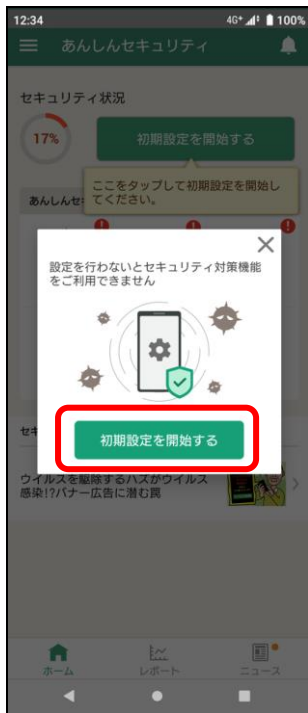 12:34 4G+ 100%
あんしんセキュリティ
セキュリティ状況
17% 初期設定を開始する
ここをタップして初期設定を開始し
てください。
あんしんセ
設定を行わないとセキュリティ対策機能
をご利用できません
初期設定を開始する
セキ
ウイルスを駆除するハズがウイルス
感染!?バナー広告に潜む罠
ホーム レポート ニュース